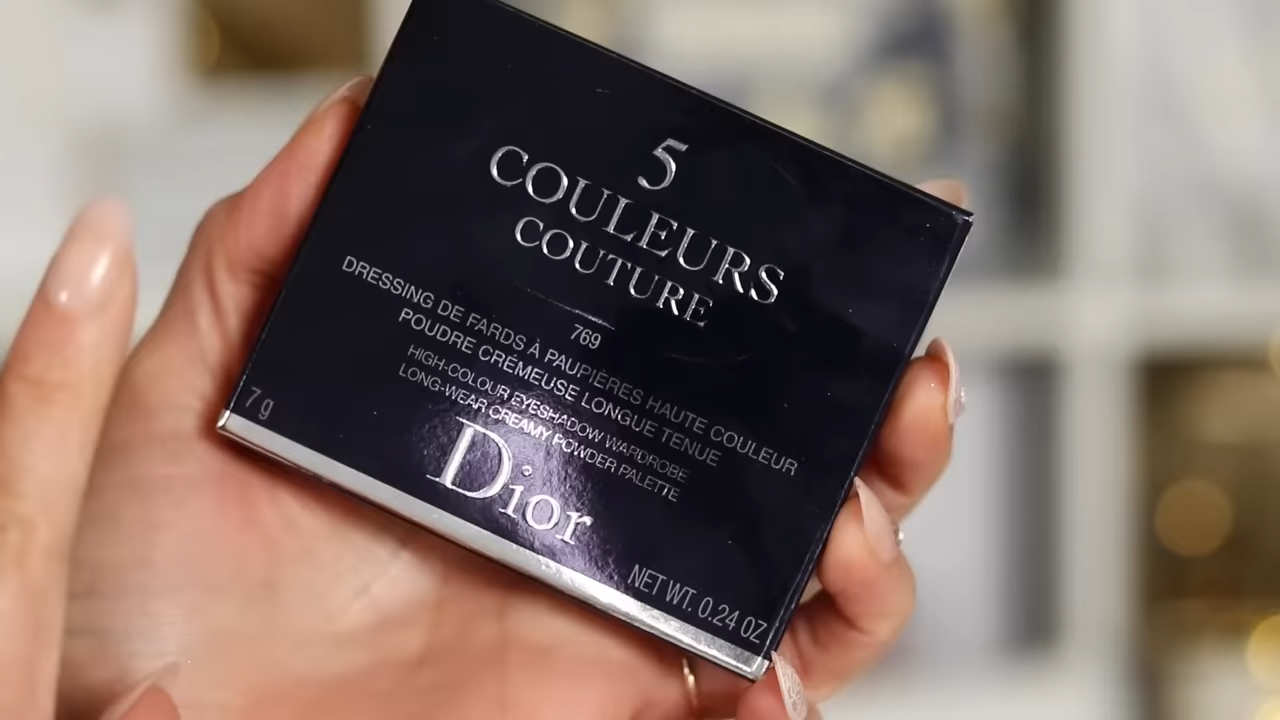 5
COULEURS
COUTURE
769
DRESSING DE FARDS À PAUPIÈRES HAUTE COULEUR
POUDRE CRÉMEUSE LONGUE TENUE
HIGH-COLOUR EYESHADOW WARDROBE
LONG-WEAR CREAMY POWDER PALETTE
Dior
7 g
NET WT. 0.24 OZ